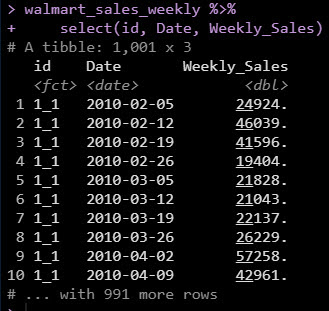 > walmart_sales_weekly %>%
+     select(id, Date, Weekly_Sales)
# A tibble: 1,001 x 3
   id    Date       Weekly_Sales
   <fct> <date>            <dbl>
 1 1_1   2010-02-05       24924.
 2 1_1   2010-02-12       46039.
 3 1_1   2010-02-19       41596.
 4 1_1   2010-02-26       19404.
 5 1_1   2010-03-05       21828.
 6 1_1   2010-03-12       21043.
 7 1_1   2010-03-19       22137.
 8 1_1   2010-03-26       26229.
 9 1_1   2010-04-02       57258.
10 1_1   2010-04-09       42961.
# ... with 991 more rows